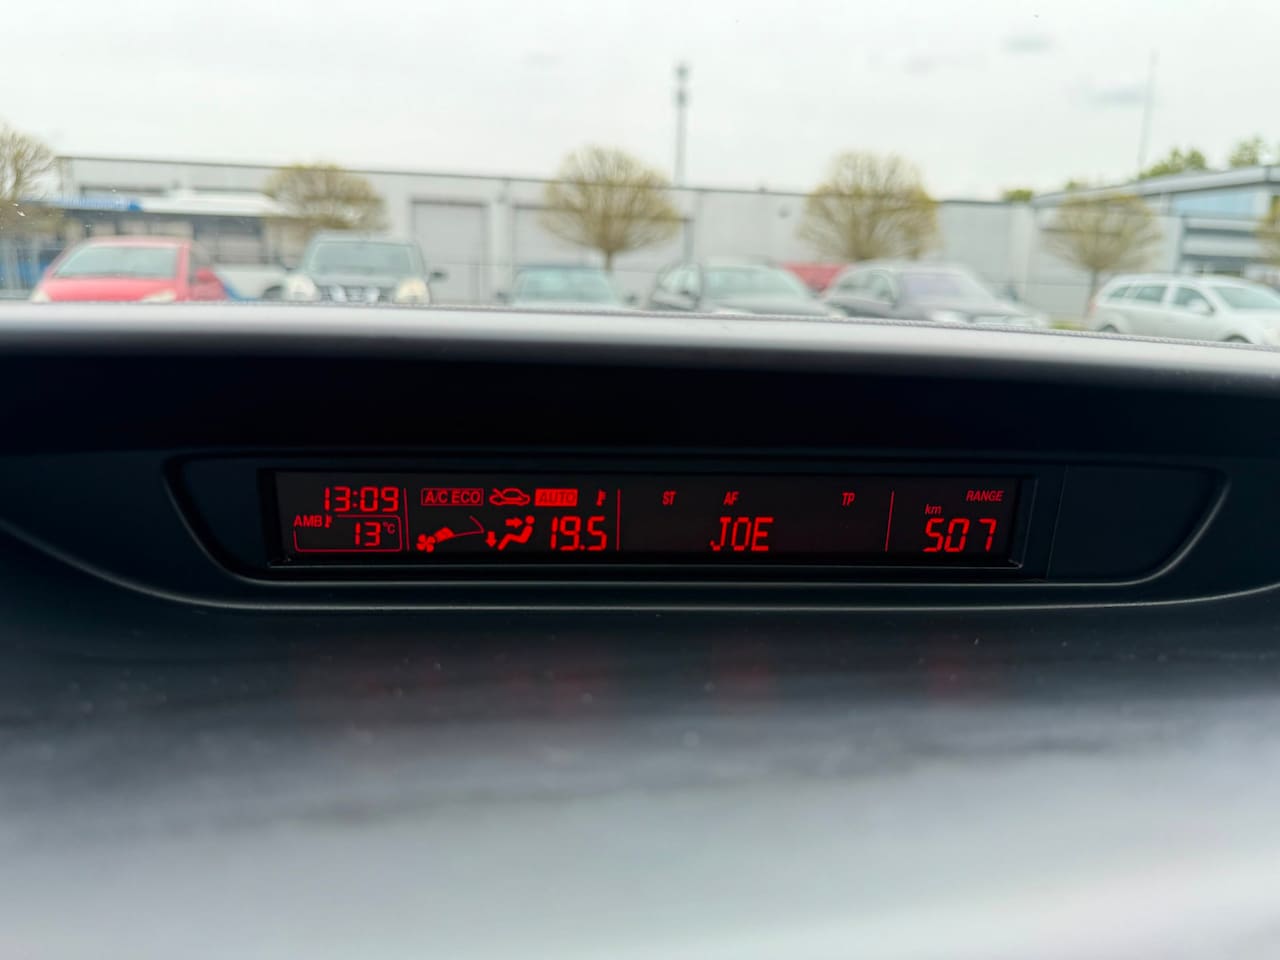 13:09
AMB 13°C
A/C ECO AUTO
19.5
ST AF TP
JOE
RANGE
km
507